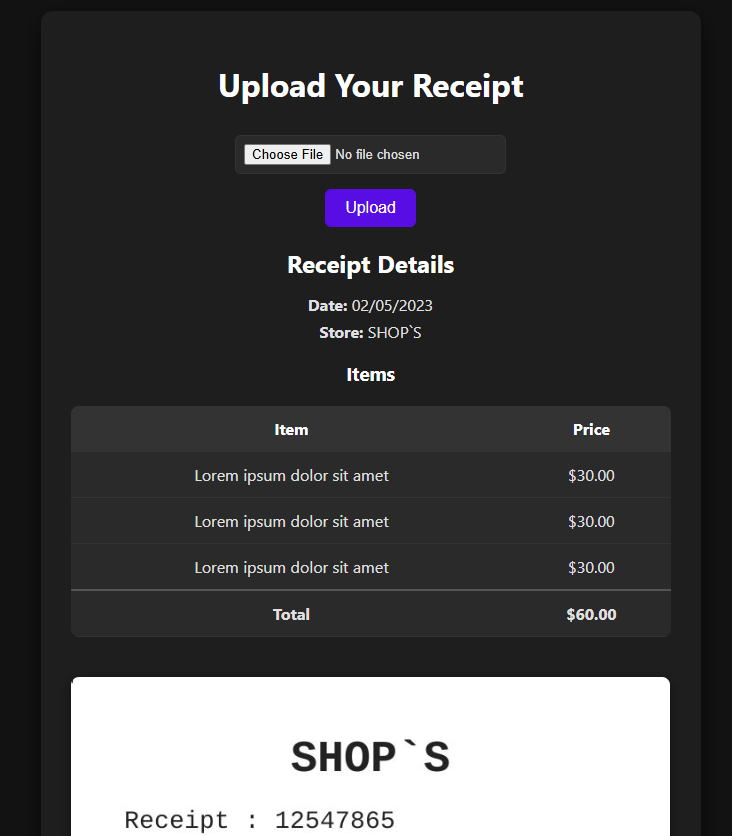 Upload Your Receipt
Choose File No file chosen
Upload
Receipt Details
Date: 02/05/2023
Store: SHOP`S
Items
Item Price
Lorem ipsum dolor sit amet $30.00
Lorem ipsum dolor sit amet $30.00
Lorem ipsum dolor sit amet $30.00
Total $60.00
SHOP`S
Receipt : 12547865